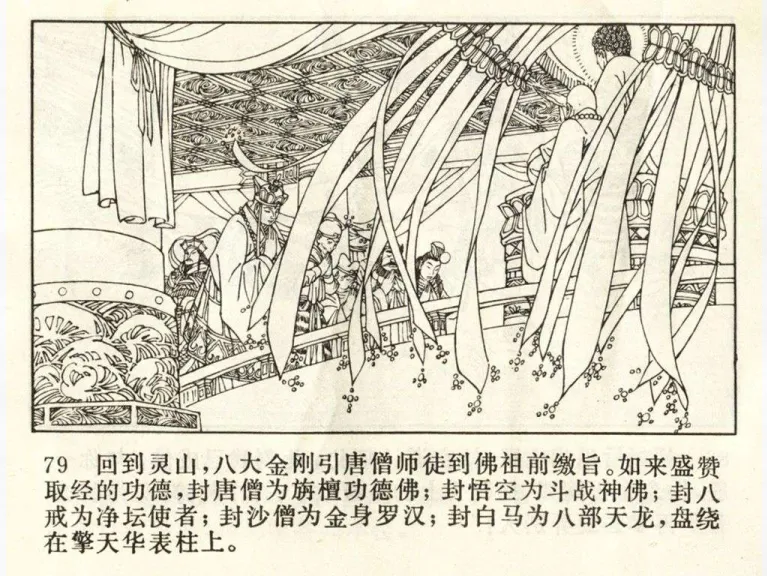 79 回到灵山，八大金刚引唐僧师徒到佛祖前缴旨。如来盛赞
取经的功德，封唐僧为旃檀功德佛；封悟空为斗战神佛；封八
戒为净坛使者；封沙僧为金身罗汉；封白马为八部天龙，盘绕
在擎天华表柱上。